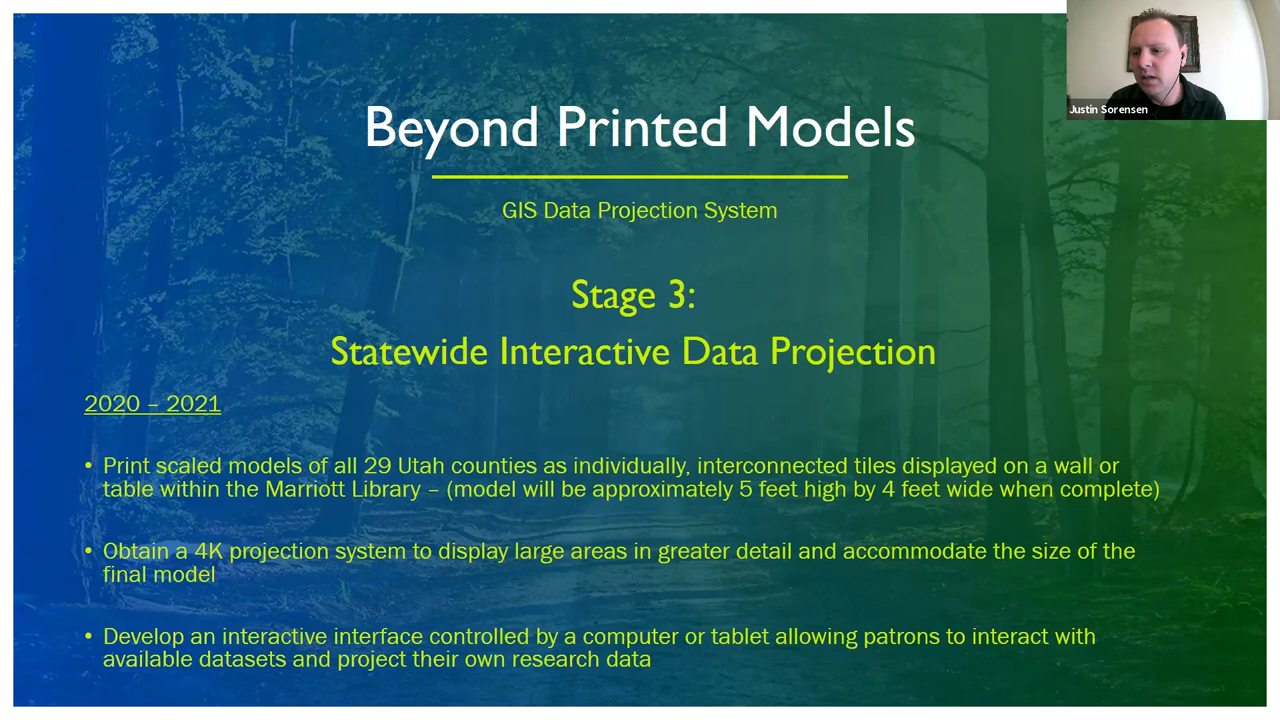 Beyond Printed Models
Justin Sorensen
GIS Data Projection System
Stage 3:
Statewide Interactive Data Projection
2020 – 2021
• Print scaled models of all 29 Utah counties as individually, interconnected tiles displayed on a wall or
table within the Marriott Library – (model will be approximately 5 feet high by 4 feet wide when complete)
• Obtain a 4K projection system to display large areas in greater detail and accommodate the size of the
final model
• Develop an interactive interface controlled by a computer or tablet allowing patrons to interact with
available datasets and project their own research data